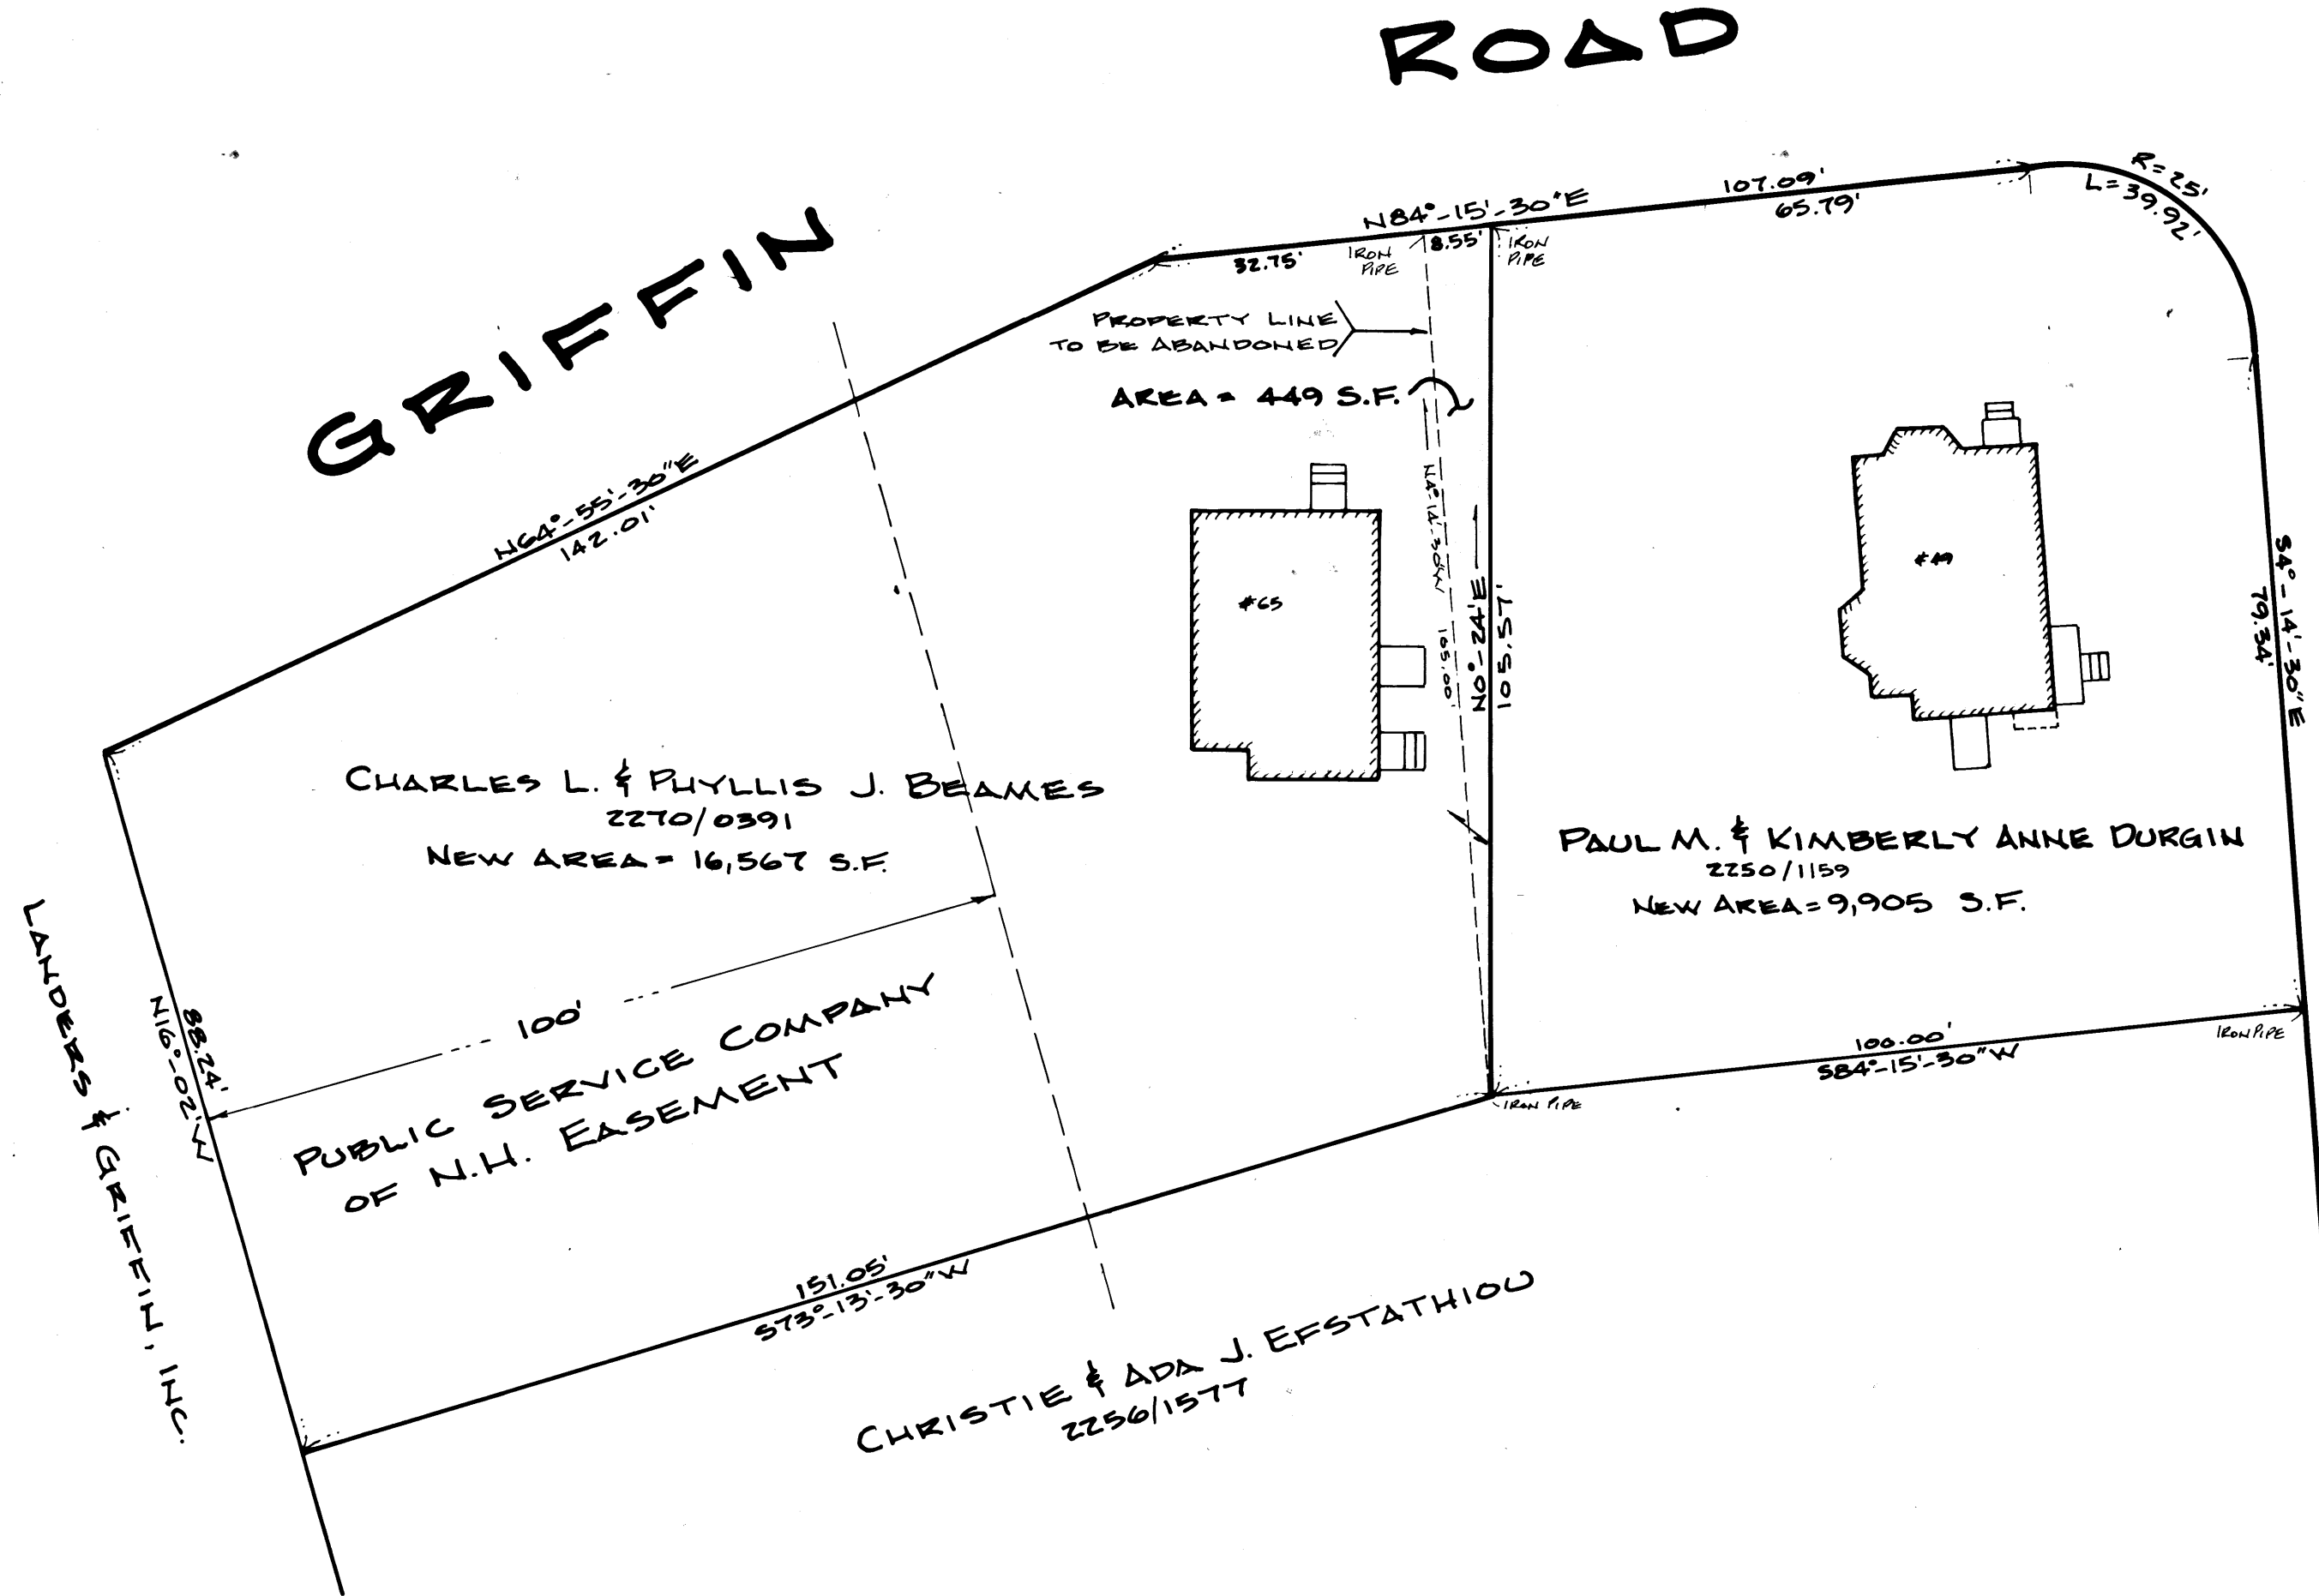 ROAD
GRIFFIN
N84°-15'-30"E
107.09'
65.79'
R=25'
L=39.92'
8.55'
32.75'
IRON
PIPE
IRON
PIPE
PROPERTY LINE
TO BE ABANDONED
AREA = 449 S.F.
N64°-55'-30"E
142.01'
N4°-14'-30"W
105.00'
N0°-24'E
105.57'
#65
#49
S4°-14'-30"E
79.34'
CHARLES L. & PHYLLIS J. BEAMES
2270/0391
NEW AREA = 16,567 S.F.
PAUL M. & KIMBERLY ANNE DURGIN
2250/1159
NEW AREA = 9,905 S.F.
LANDERS & GRIFFIN, INC.
88.24'
N16°-02'W
100'
PUBLIC SERVICE COMPANY
OF N.H. EASEMENT
100.00'
S84°-15'-30"W
IRON PIPE
IRON PIPE
151.05'
S73°-13'-30"W
CHRISTIE & ADA J. EFSTATHIOU
2256/1577